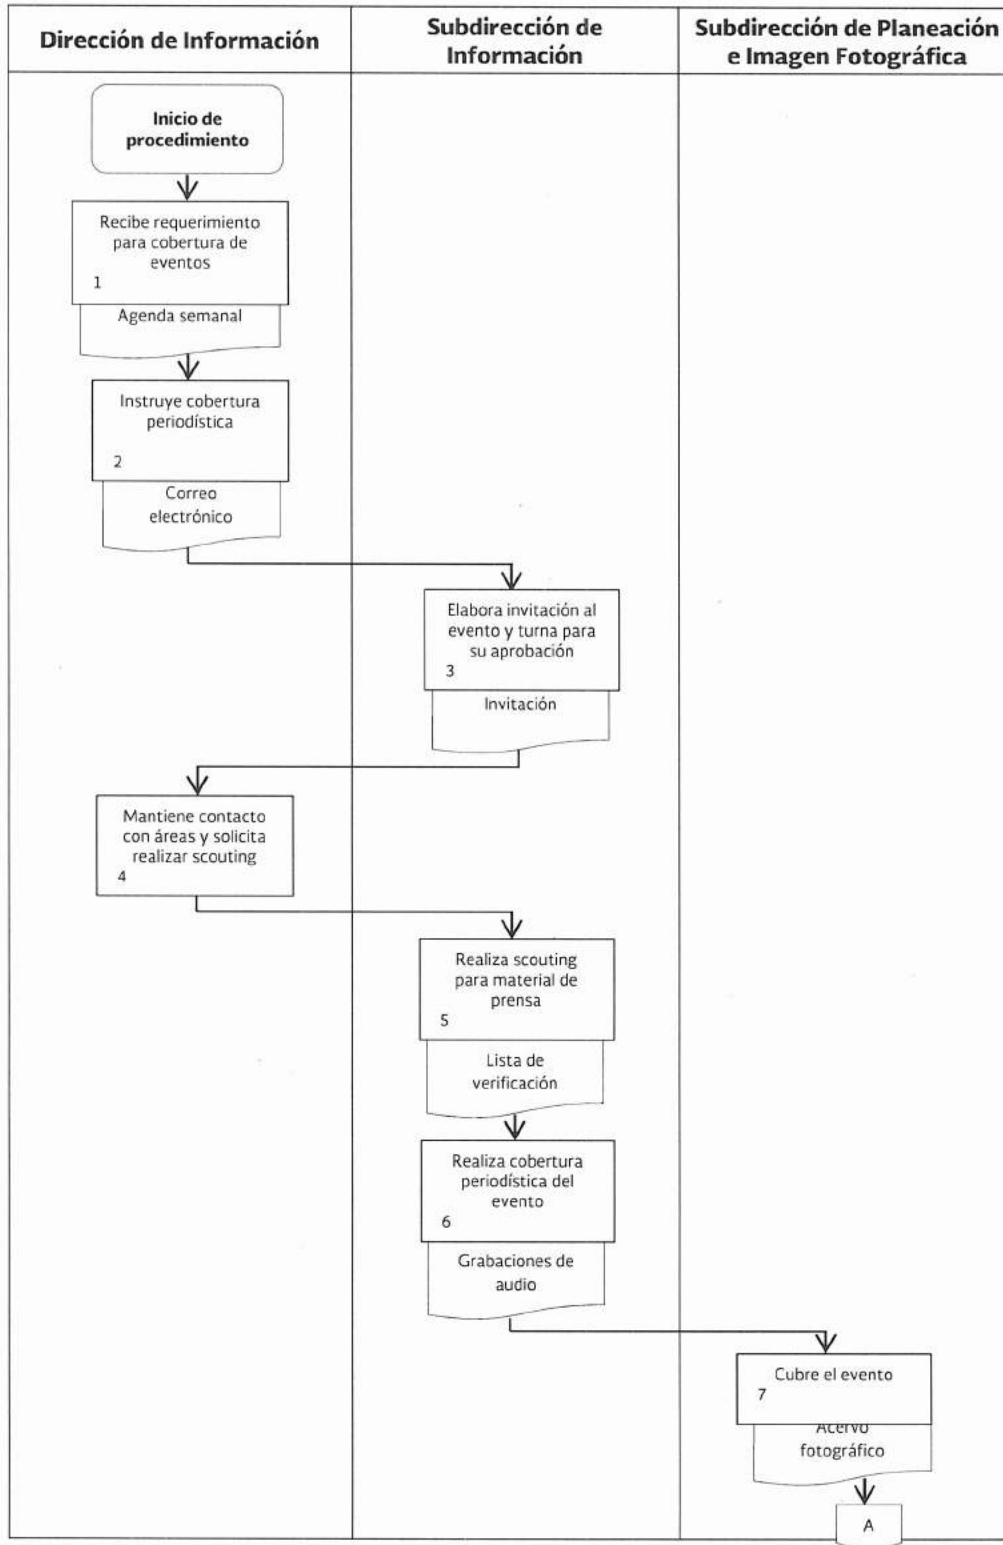 Dirección de Información
Subdirección de
Información
Subdirección de Planeación
e Imagen Fotográfica
Inicio de
procedimiento
Recibe requerimiento
para cobertura de
eventos
1
Agenda semanal
Instruye cobertura
periodística
2
Correo
electrónico
Elabora invitación al
evento y turna para
su aprobación
3
Invitación
Mantiene contacto
con áreas y solicita
realizar scouting
4
Realiza scouting
para material de
prensa
5
Lista de
verificación
Realiza cobertura
periodística del
evento
6
Grabaciones de
audio
Cubre el evento
7
Acervo
fotográfico
A